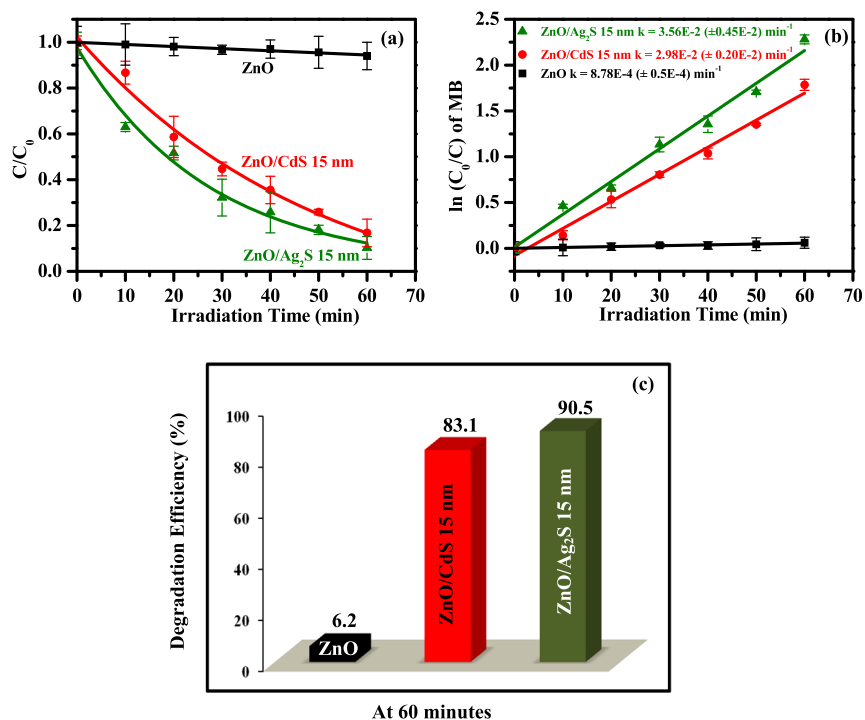 1.0
0.8
0.6
0.4
0.2
0.0
C/C0
(a)
ZnO
ZnO/CdS 15 nm
ZnO/Ag2S 15 nm
0 10 20 30 40 50 60 70
Irradiation Time (min)
2.5
2.0
1.5
1.0
0.5
0.0
ln (C0/C) of MB
ZnO/Ag2S 15 nm k = 3.56E-2 (±0.45E-2) min-1
ZnO/CdS 15 nm k = 2.98E-2 (± 0.20E-2) min-1
ZnO k = 8.78E-4 (± 0.5E-4) min-1
(b)
0 10 20 30 40 50 60 70
Irradiation Time (min)
(c)
Degradation Efficiency (%)
100
80
60
40
20
0
6.2
83.1
90.5
ZnO
ZnO/CdS 15 nm
ZnO/Ag2S 15 nm
At 60 minutes